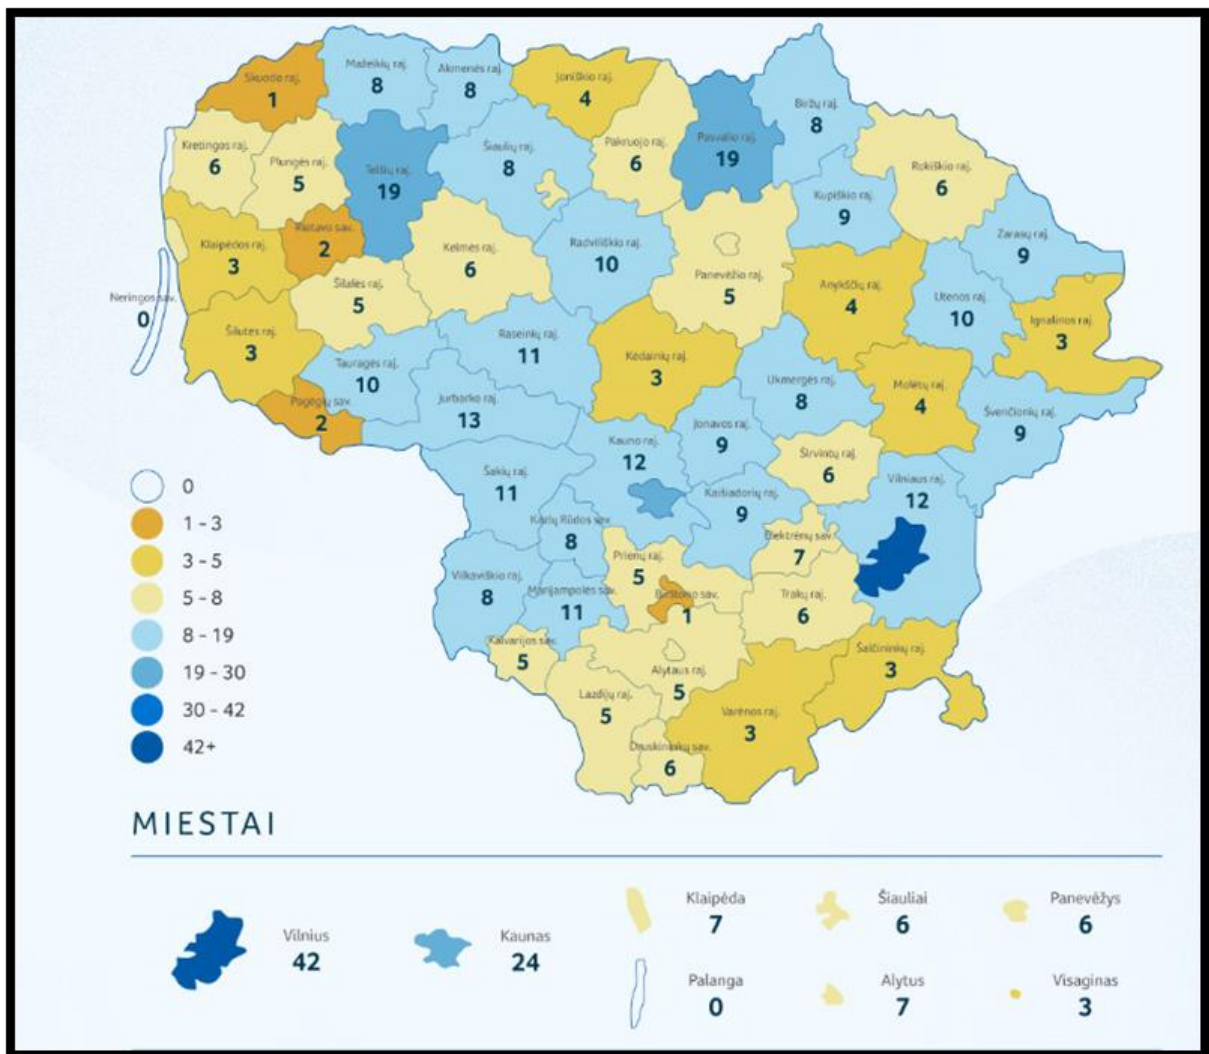 Skuodo raj.
1
Mažeikių raj.
8
Akmenės raj.
8
Joniškio raj.
4
Pakruojo raj.
6
Pasvalio raj.
19
Biržų raj.
8
Rokiškio raj.
6
Kretingos raj.
6
Plungės raj.
5
Telšių raj.
19
Šiaulių raj.
8
Kupiškio raj.
9
Zarasų raj.
9
Klaipėdos raj.
3
Rietavo sav.
2
Kelmės raj.
6
Radviliškio raj.
10
Panevėžio raj.
5
Anykščių raj.
4
Utenos raj.
10
Ignalinos raj.
3
Neringos sav.
0
Šilalės raj.
5
Šilutės raj.
3
Raseinių raj.
11
Kėdainių raj.
3
Tauragės raj.
10
Ukmergės raj.
8
Molėtų raj.
4
Švenčionių raj.
9
Pagėgių sav.
2
Jurbarko raj.
13
Jonavos raj.
9
Kauno raj.
12
Širvintų raj.
6
Vilniaus raj.
12
Šakių raj.
11
Kaišiadorių raj.
9
Kazlų Rūdos sav.
8
Elektrėnų sav.
7
Prienų raj.
5
Vilkaviškio raj.
8
Marijampolės sav.
11
Birštono sav.
1
Trakų raj.
6
Kalvarijos sav.
5
Šalčininkų raj.
3
Alytaus raj.
5
Lazdijų raj.
5
Varėnos raj.
3
Druskininkų sav.
6
0
1 - 3
3 - 5
5 - 8
8 - 19
19 - 30
30 - 42
42+
MIESTAI
Vilnius
42
Kaunas
24
Klaipėda
7
Šiauliai
6
Panevėžys
6
Palanga
0
Alytus
7
Visaginas
3